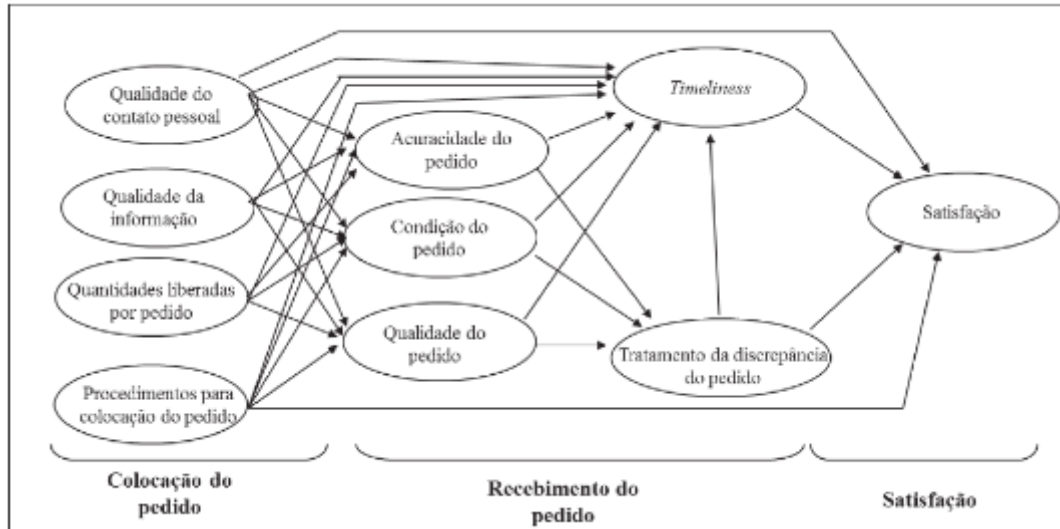 Qualidade do
contato pessoal
Qualidade da
informação
Quantidades liberadas
por pedido
Procedimentos para
colocação do pedido
Acuracidade do
pedido
Condição do
pedido
Qualidade do
pedido
Timeliness
Tratamento da discrepância
do pedido
Satisfação
Colocação do
pedido
Recebimento do
pedido
Satisfação